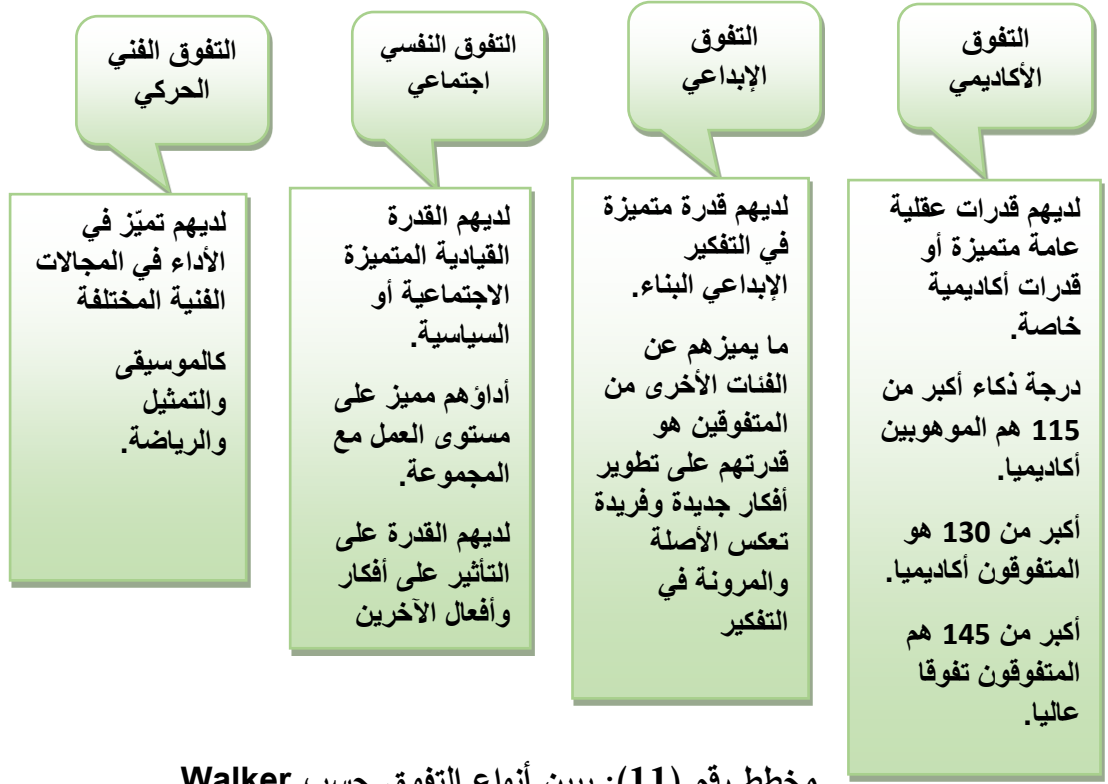 التفوق
الأكاديمي
لديهم قدرات عقلية
عامة متميزة أو
قدرات أكاديمية
خاصة.
درجة ذكاء أكبر من
115 هم الموهوبين
أكاديميا.
أكبر من 130 هو
المتفوقون أكاديميا.
أكبر من 145 هم
المتفوقون تفوقا
عاليا.
التفوق
الإبداعي
لديهم قدرة متميزة
في التفكير
الإبداعي البناء.
ما يميزهم عن
الفئات الأخرى من
المتفوقين هو
قدرتهم على تطوير
أفكار جديدة وفريدة
تعكس الأصلة
والمرونة في
التفكير
التفوق النفسي
اجتماعي
لديهم القدرة
القيادية المتميزة
الاجتماعية أو
السياسية.
أداؤهم مميز على
مستوى العمل مع
المجموعة.
لديهم القدرة على
التأثير على أفكار
وأفعال الآخرين
التفوق الفني
الحركي
لديهم تميّز في
الأداء في المجالات
الفنية المختلفة
كالموسيقى
والتمثيل
والرياضة.
مخطط رقم (11): يبين أنواع التفوق حسب Walker